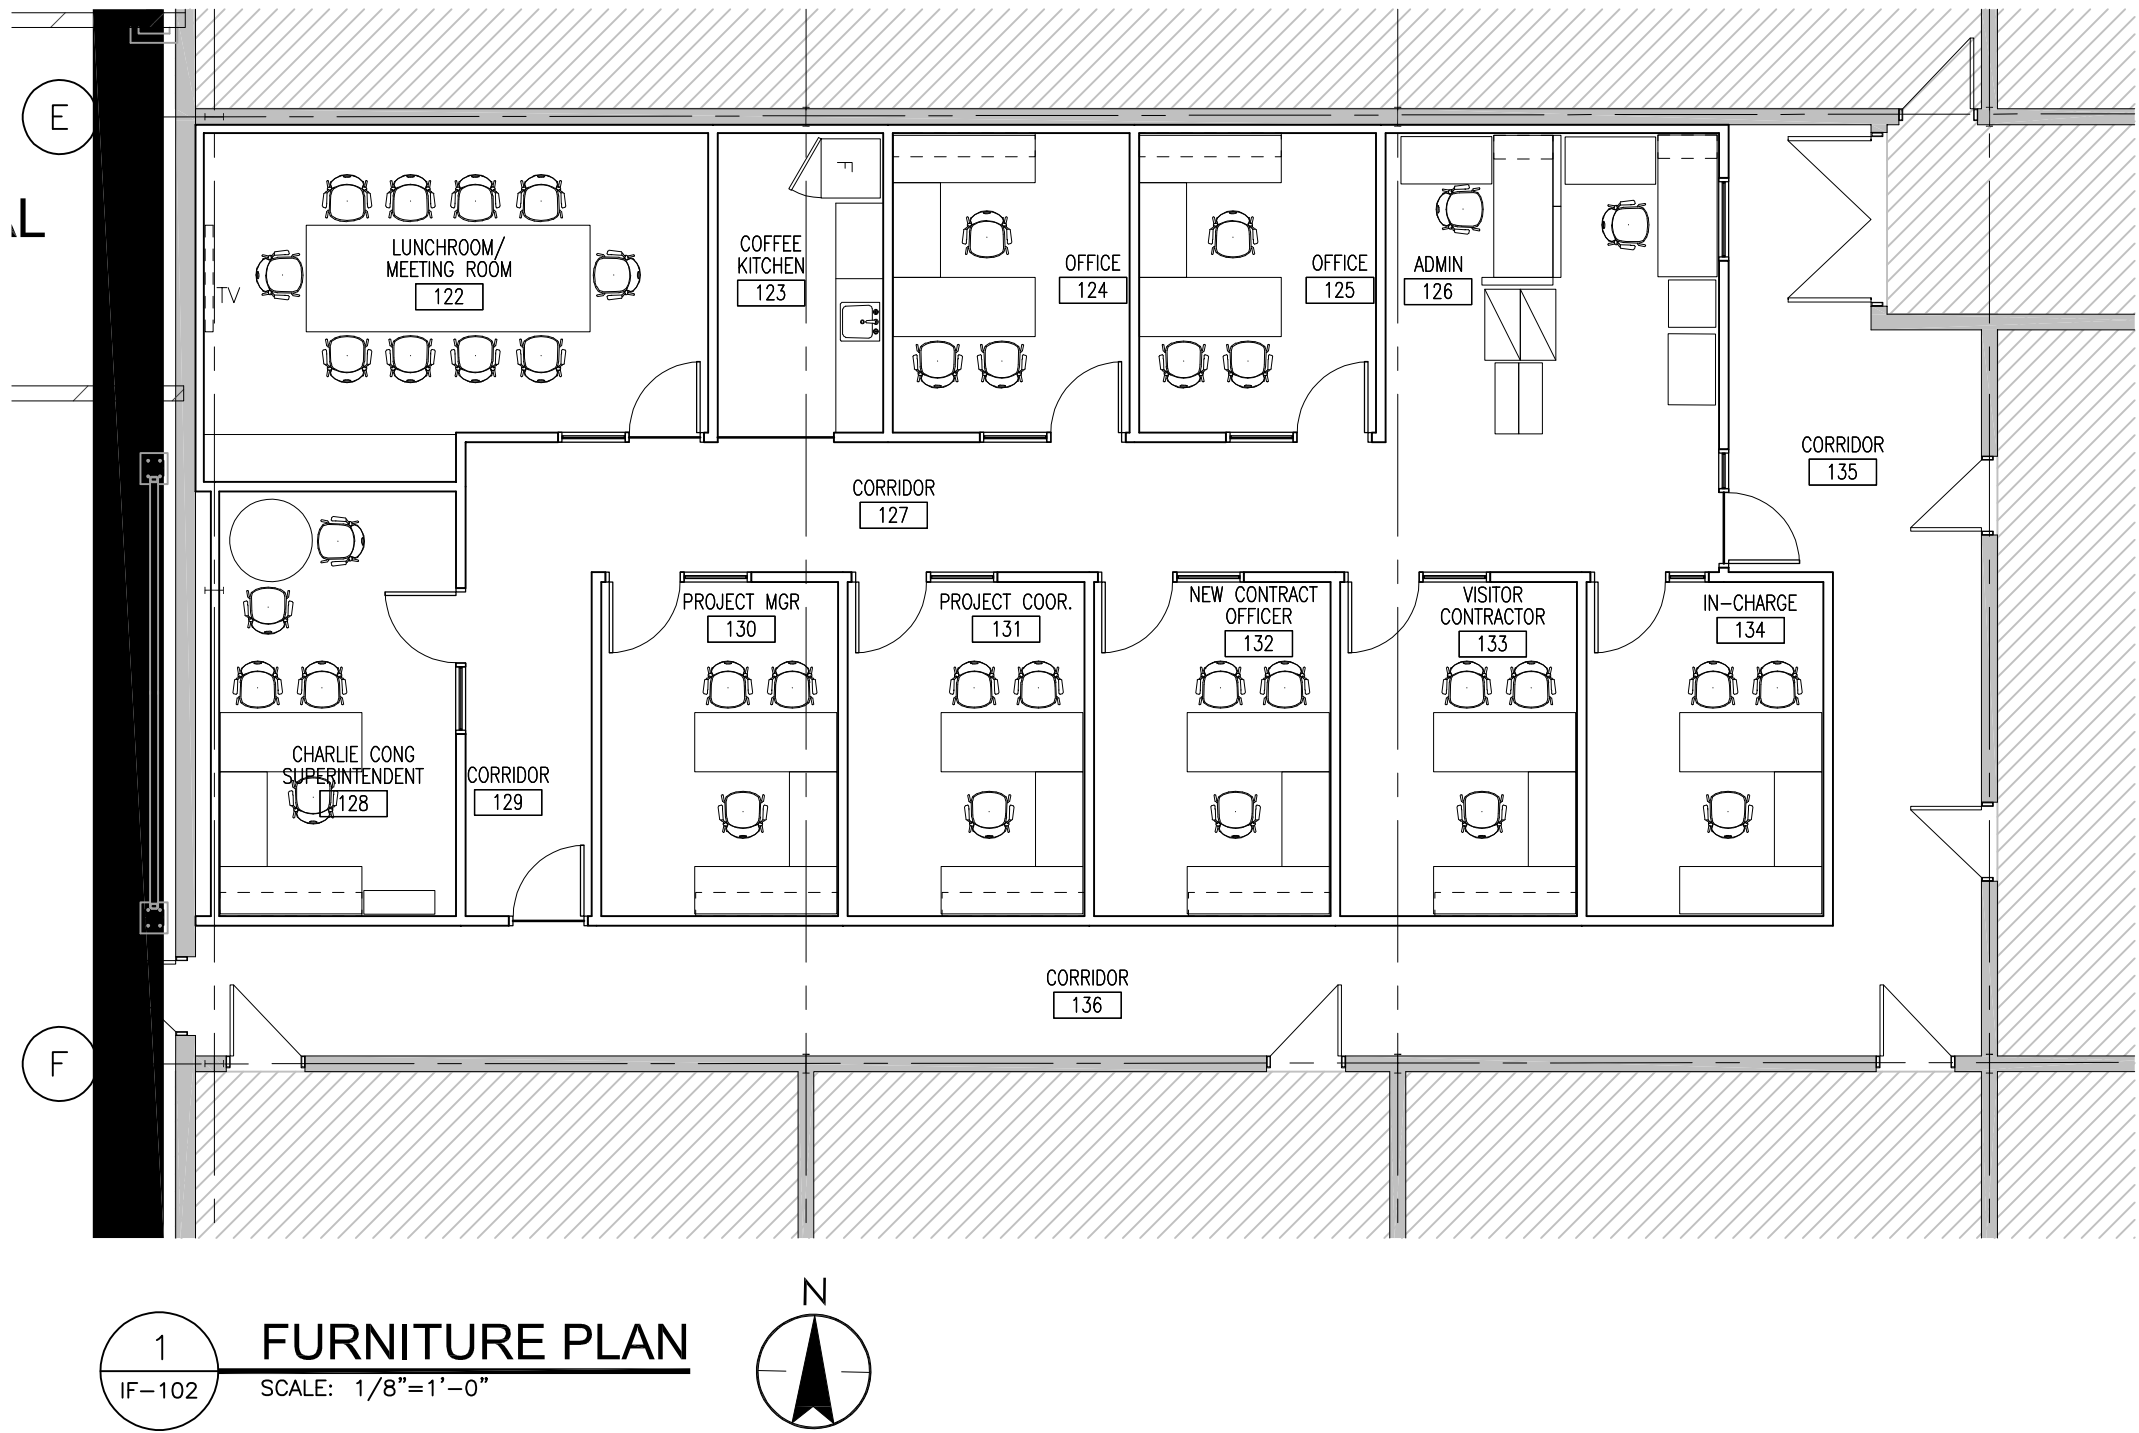 E
AL
LUNCHROOM/
MEETING ROOM
122
TV
COFFEE
KITCHEN
123
F
OFFICE
124
OFFICE
125
ADMIN
126
CORRIDOR
135
CORRIDOR
127
PROJECT MGR
130
PROJECT COOR.
131
NEW CONTRACT
OFFICER
132
VISITOR
CONTRACTOR
133
IN-CHARGE
134
CHARLIE CONG
SUPERINTENDENT
128
CORRIDOR
129
CORRIDOR
136
F
N
1
IF-102
FURNITURE PLAN
SCALE: 1/8"=1'-0"